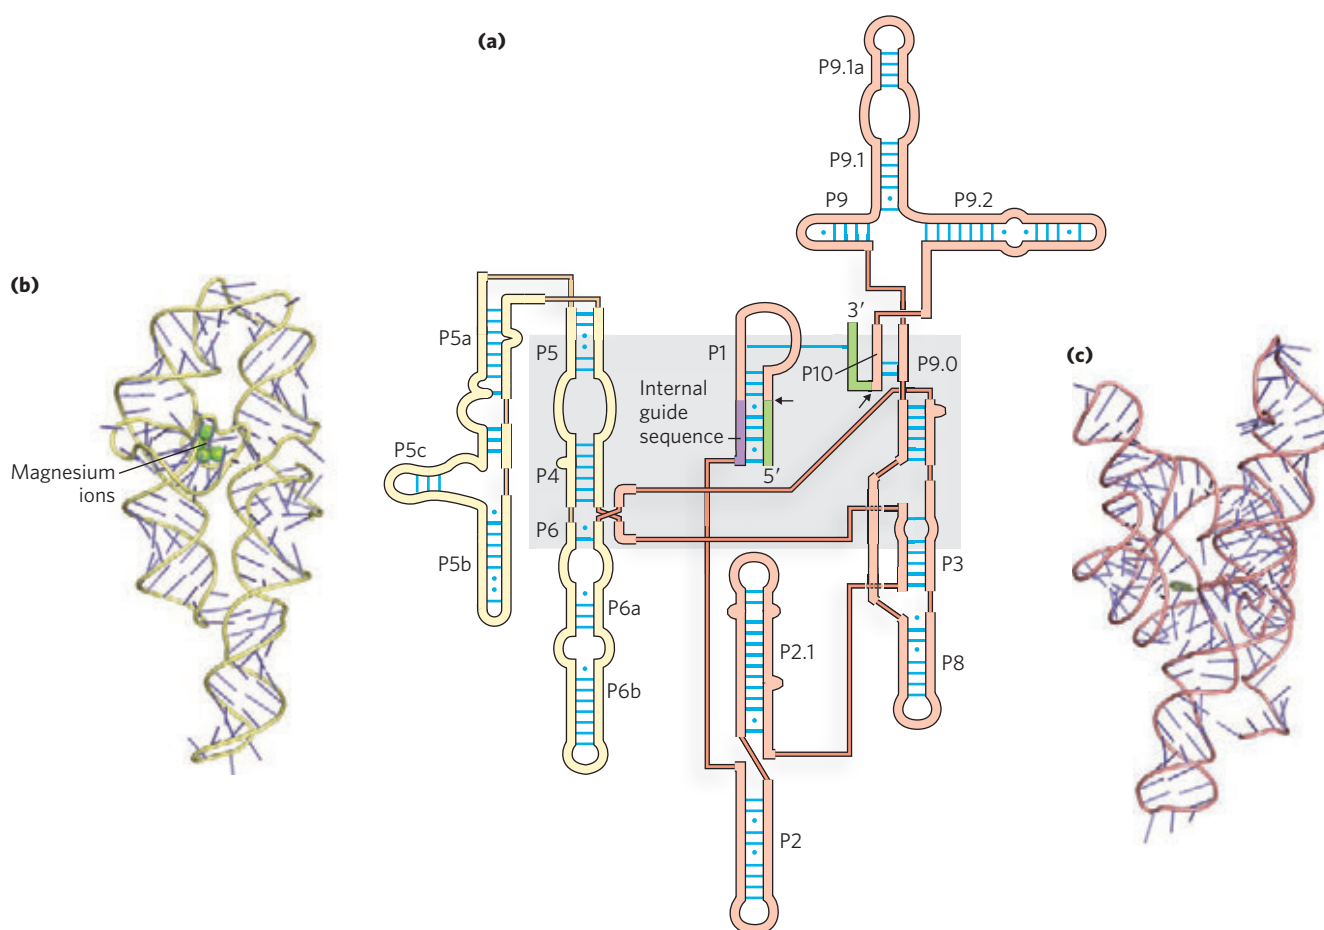 (a)
P9.1a
P9.1
P9
P9.2
(b)
3′
P5a
P5
P1
P10
P9.0
(c)
Internal
guide
sequence
P5c
P4
5′
Magnesium
ions
P6
P5b
P3
P6a
P2.1
P8
P6b
P2